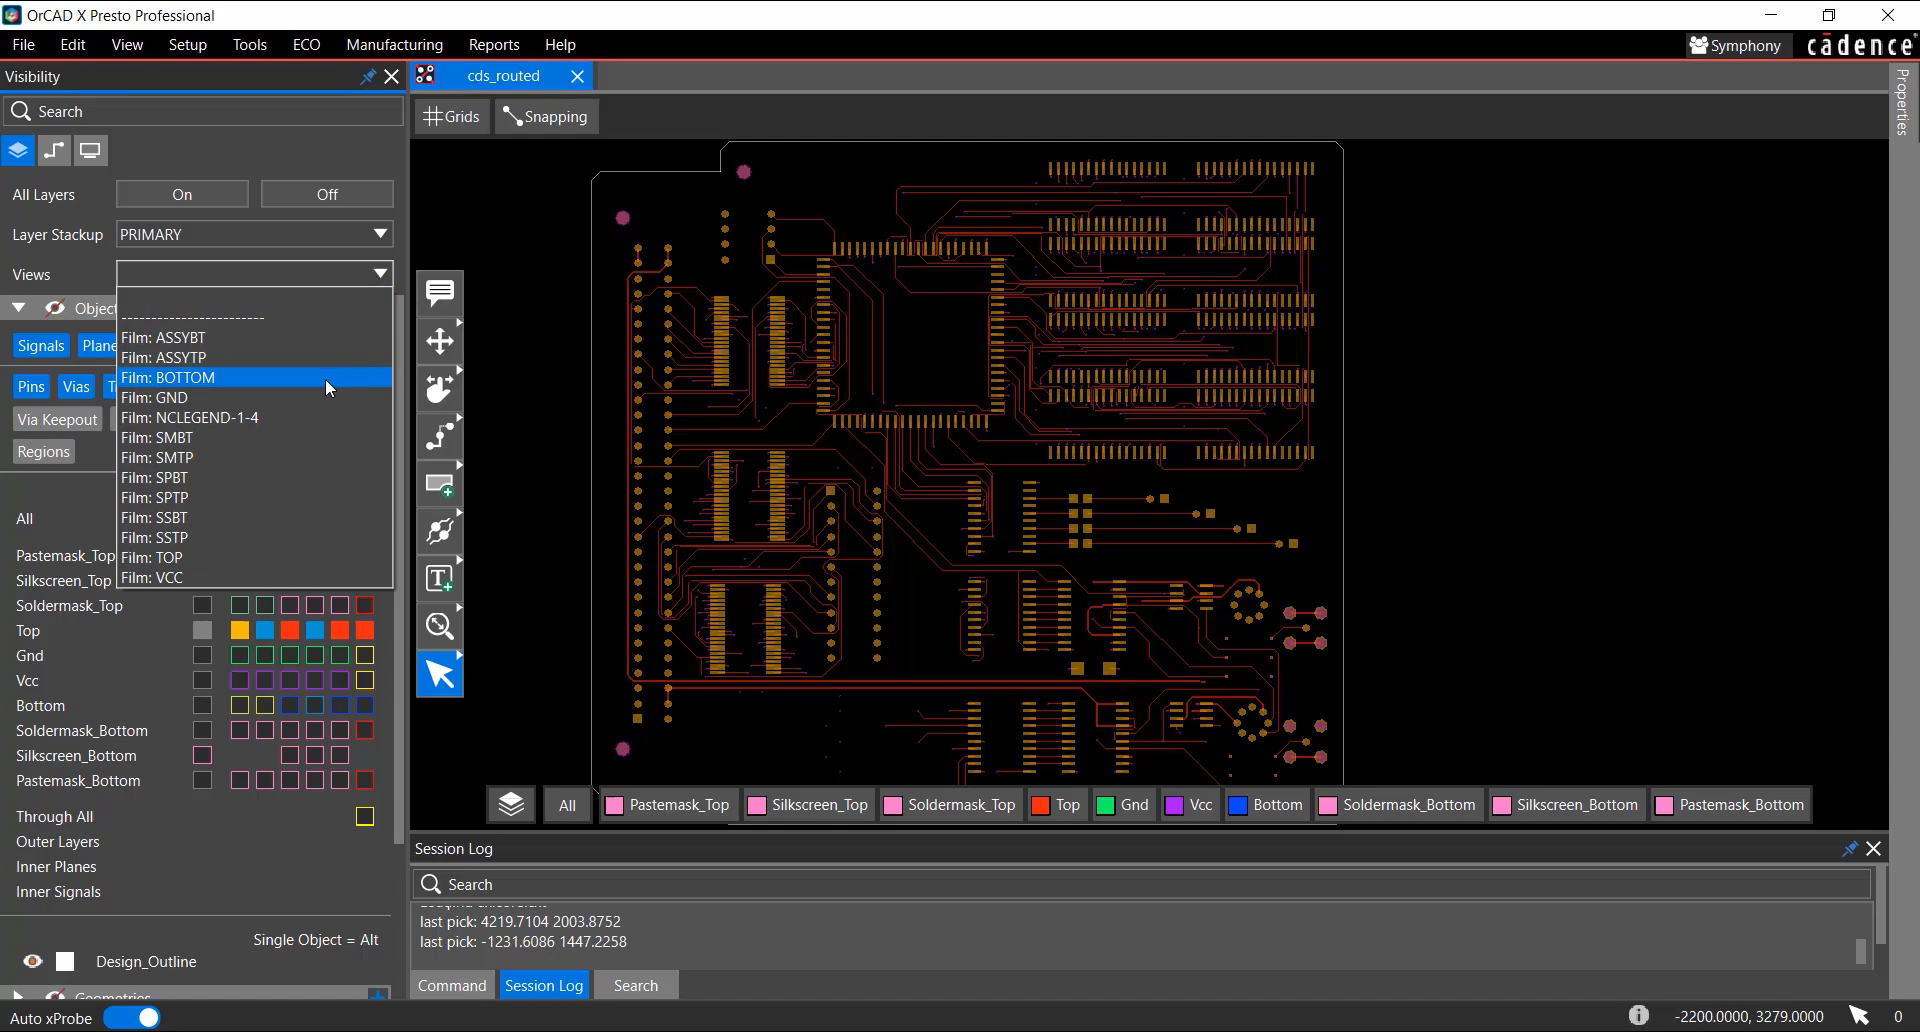 OrCAD X Presto Professional
File Edit View Setup Tools ECO Manufacturing Reports Help
Symphony cādence
Visibility
cds_routed
Properties
Search
Grids Snapping
All Layers On Off
Layer Stackup PRIMARY
Views
Object
------------------------
Film: ASSYBT
Signals Plane
Film: ASSYTP
Film: BOTTOM
Pins Vias T
Film: GND
Film: NCLEGEND-1-4
Via Keepout
Film: SMBT
Regions
Film: SMTP
Film: SPBT
Film: SPTP
Film: SSBT
All
Film: SSTP
Film: TOP
Pastemask_Top
Film: VCC
Silkscreen_Top
Soldermask_Top
Top
Gnd
Vcc
Bottom
Soldermask_Bottom
Silkscreen_Bottom
Pastemask_Bottom
Through All
Outer Layers
Inner Planes
Inner Signals
Single Object = Alt
Design_Outline
Geometries
Auto xProbe
All Pastemask_Top Silkscreen_Top Soldermask_Top Top Gnd Vcc Bottom Soldermask_Bottom Silkscreen_Bottom Pastemask_Bottom
Session Log
Search
last pick: 4219.7104 2003.8752
last pick: -1231.6086 1447.2258
Command Session Log Search
-2200.0000, 3279.0000 0